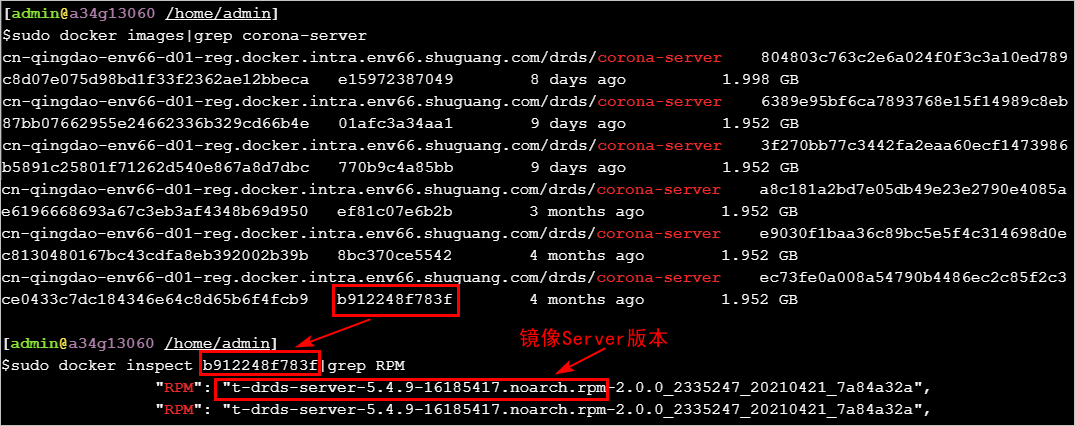 [admin@a34g13060 /home/admin]
$sudo docker images|grep corona-server
cn-qingdao-env66-d01-reg.docker.intra.env66.shuguang.com/drds/corona-server 804803c763c2e6a024f0f3c3a10ed789
c8d07e075d98bd1f33f2362ae12bbeca e15972387049 8 days ago 1.998 GB
cn-qingdao-env66-d01-reg.docker.intra.env66.shuguang.com/drds/corona-server 6389e95bf6ca7893768e15f14989c8eb
87bb07662955e24662336b329cd66b4e 01afc3a34aa1 9 days ago 1.952 GB
cn-qingdao-env66-d01-reg.docker.intra.env66.shuguang.com/drds/corona-server 3f270bb77c3442fa2eaa60ecf1473986
b5891c25801f71262d540e867a8d7dbc 770b9c4a85bb 9 days ago 1.952 GB
cn-qingdao-env66-d01-reg.docker.intra.env66.shuguang.com/drds/corona-server a8c181a2bd7e05db49e23e2790e4085a
e6196668693a67c3eb3af4348b69d950 ef81c07e6b2b 3 months ago 1.952 GB
cn-qingdao-env66-d01-reg.docker.intra.env66.shuguang.com/drds/corona-server e9030f1baa36c89bc5e5f4c314698d0e
c8130480167bc43cdfa8eb392002b39b 8bc370ce5542 4 months ago 1.952 GB
cn-qingdao-env66-d01-reg.docker.intra.env66.shuguang.com/drds/corona-server ec73fe0a008a54790b4486ec2c85f2c3
ce0433c7dc184346e64c8d65b6f4fcb9 b912248f783f 4 months ago 1.952 GB
镜像Server版本
[admin@a34g13060 /home/admin]
$sudo docker inspect b912248f783f|grep RPM
"RPM": "t-drds-server-5.4.9-16185417.noarch.rpm-2.0.0_2335247_20210421_7a84a32a",
"RPM": "t-drds-server-5.4.9-16185417.noarch.rpm-2.0.0_2335247_20210421_7a84a32a",